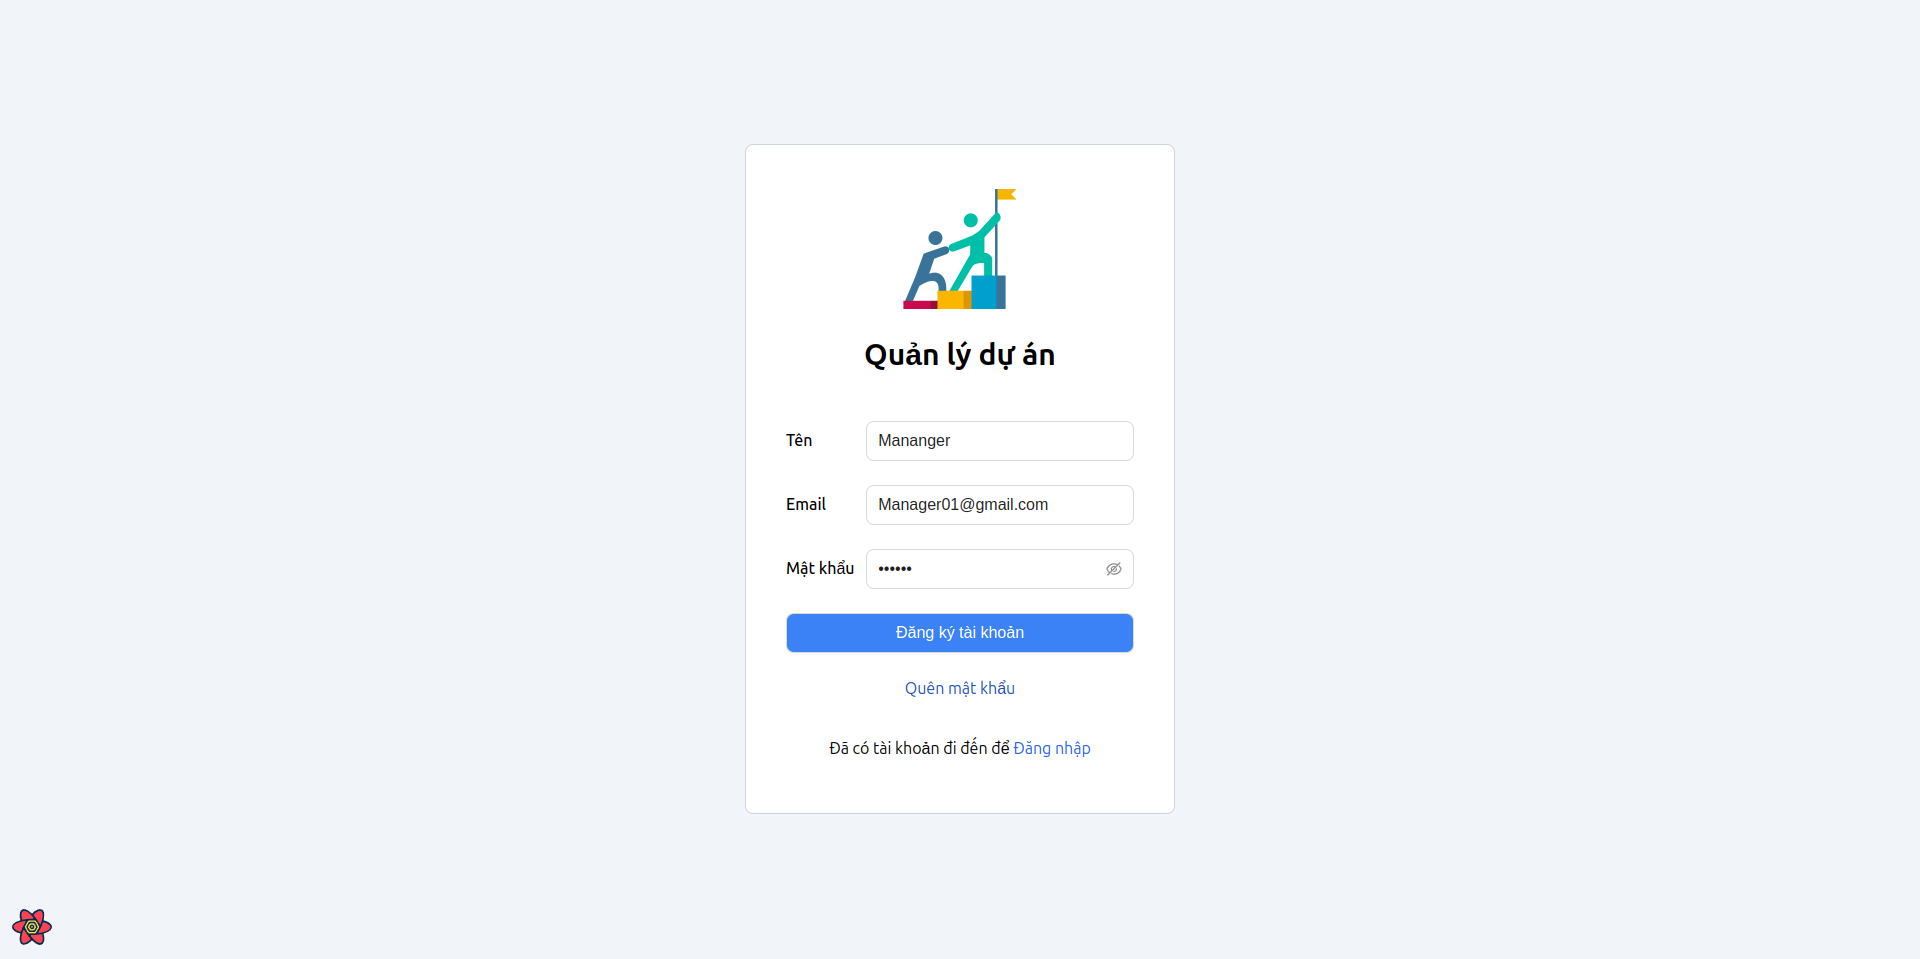 Quản lý dự án
Tên
Mananger
Email
Manager01@gmail.com
Mật khẩu
••••••
Đăng ký tài khoản
Quên mật khẩu
Đã có tài khoản đi đến để Đăng nhập